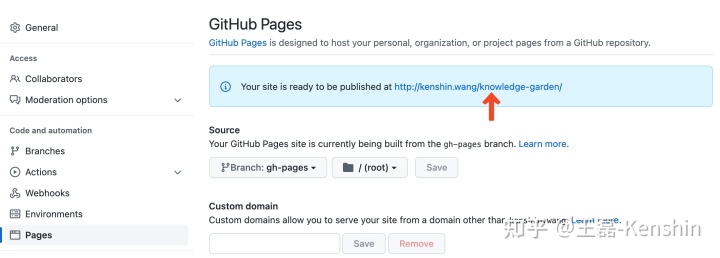 General
Access
Collaborators
Moderation options
Code and automation
Branches
Actions
Webhooks
Environments
Pages
GitHub Pages
GitHub Pages is designed to host your personal, organization, or project pages from a GitHub repository.
Your site is ready to be published at http://kenshin.wang/knowledge-garden/
Source
Your GitHub Pages site is currently being built from the gh-pages branch. Learn more.
Branch: gh-pages
/ (root)
Save
Custom domain
Custom domains allow you to serve your site from a domain other than kenshin.wang. Learn more.
Save
Remove
知乎 @王磊-Kenshin